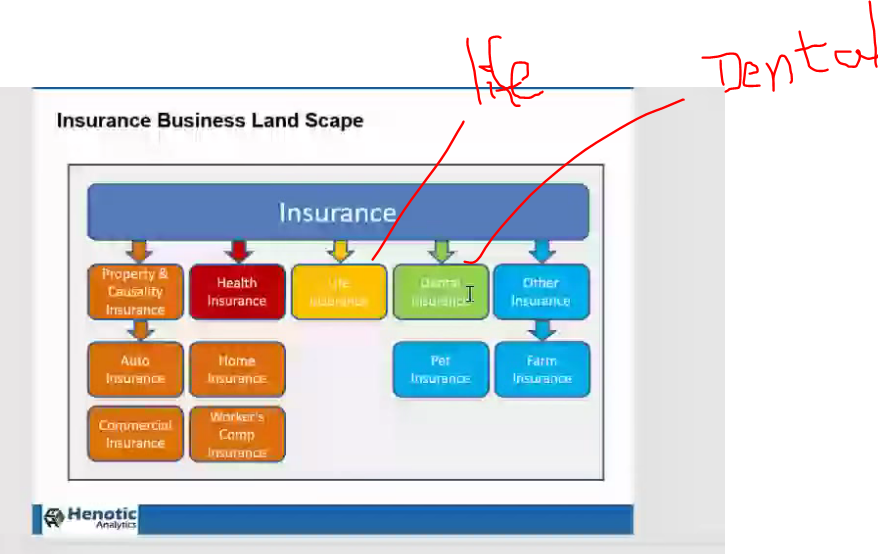 life
Dental
Insurance Business Land Scape
Insurance
Property &
Causality
Insurance
Health
Insurance
Life
Insurance
Dental
Insurance
Other
Insurance
Auto
Insurance
Home
Insurance
Pet
Insurance
Farm
Insurance
Commercial
Insurance
Worker's
Comp
Insurance
Henotic
Analytics